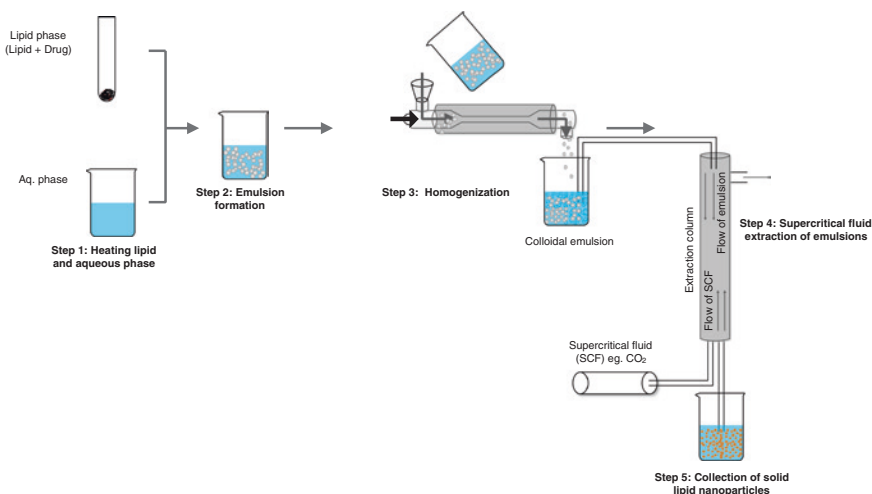 Lipid phase
(Lipid + Drug)
Aq. phase
Step 1: Heating lipid
and aqueous phase
Step 2: Emulsion
formation
Step 3: Homogenization
Colloidal emulsion
Extraction column
Flow of SCF
Flow of emulsion
Step 4: Supercritical fluid
extraction of emulsions
Supercritical fluid
(SCF) eg. CO₂
Step 5: Collection of solid
lipid nanoparticles